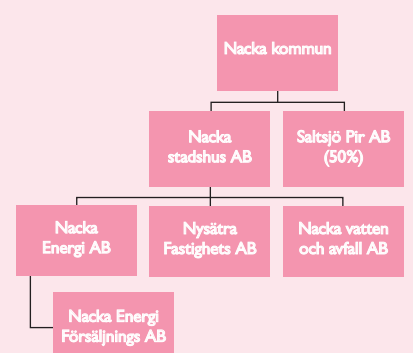 Nacka kommun
Nacka
stadshus AB
Saltsjö Pir AB
(50%)
Nacka
Energi AB
Nysätra
Fastighets AB
Nacka vatten
och avfall AB
Nacka Energi
Försäljnings AB